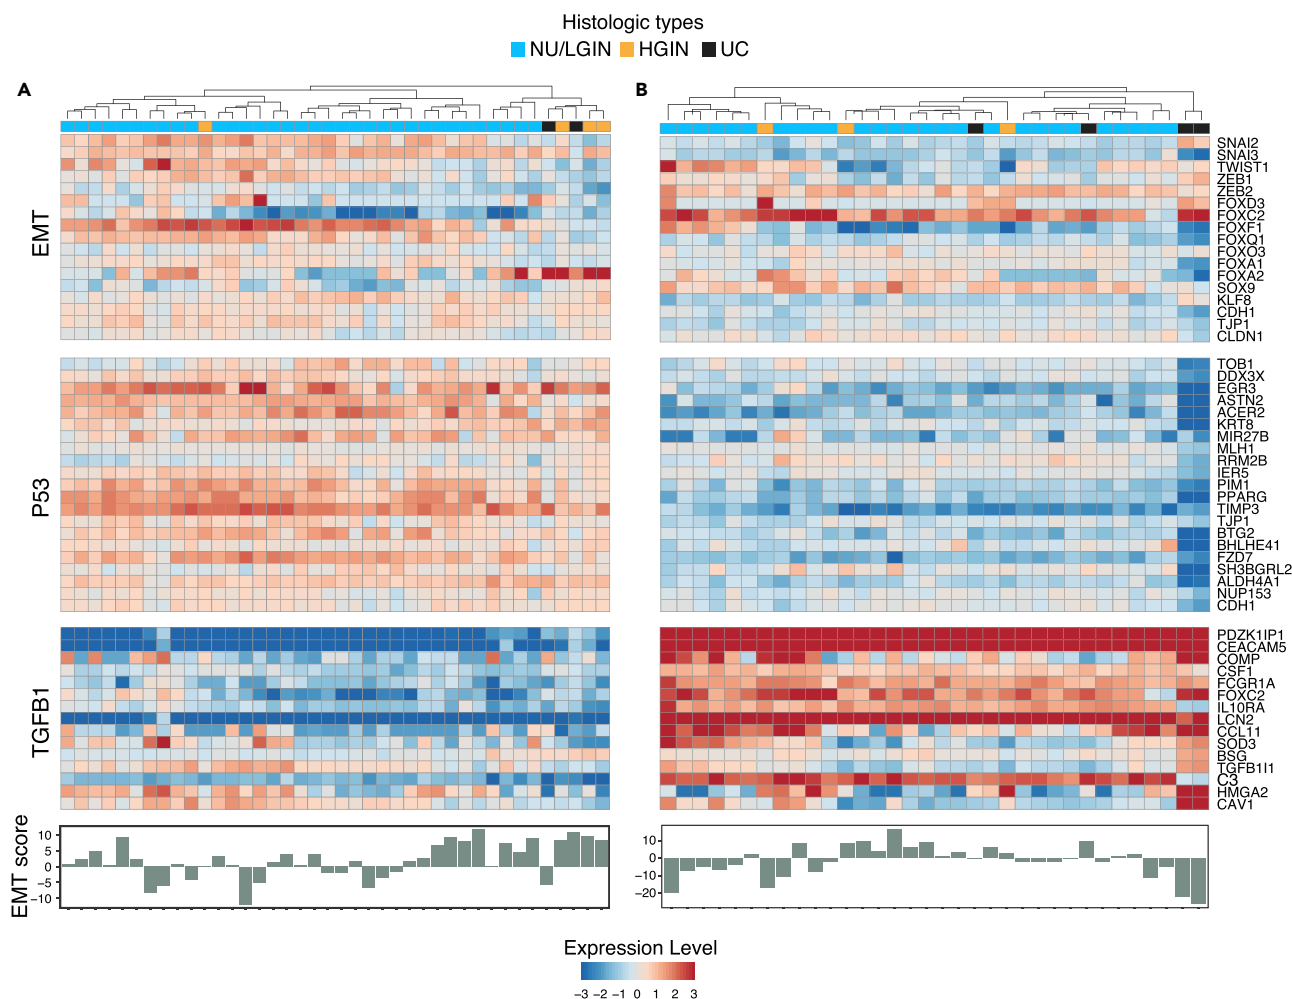 Histologic types
NU/LGIN HGIN UC
A
B
EMT
SNAI2
SNAI3
TWIST1
ZEB1
ZEB2
FOXD3
FOXC2
FOXF1
FOXQ1
FOXO3
FOXA1
FOXA2
SOX9
KLF8
CDH1
TJP1
CLDN1
P53
TOB1
DDX3X
EGR3
ASTN2
ACER2
KRT8
MIR27B
MLH1
RRM2B
IER5
PIM1
PPARG
TIMP3
TJP1
BTG2
BHLHE41
FZD7
SH3BGRL2
ALDH4A1
NUP153
CDH1
TGFB1
PDZK1IP1
CEACAM5
COMP
CSF1
FCGR1A
FOXC2
IL10RA
LCN2
CCL11
SOD3
BSG
TGFB1I1
C3
HMGA2
CAV1
EMT score
10
5
0
−5
−10
10
0
−10
−20
Expression Level
−3 −2 −1 0 1 2 3